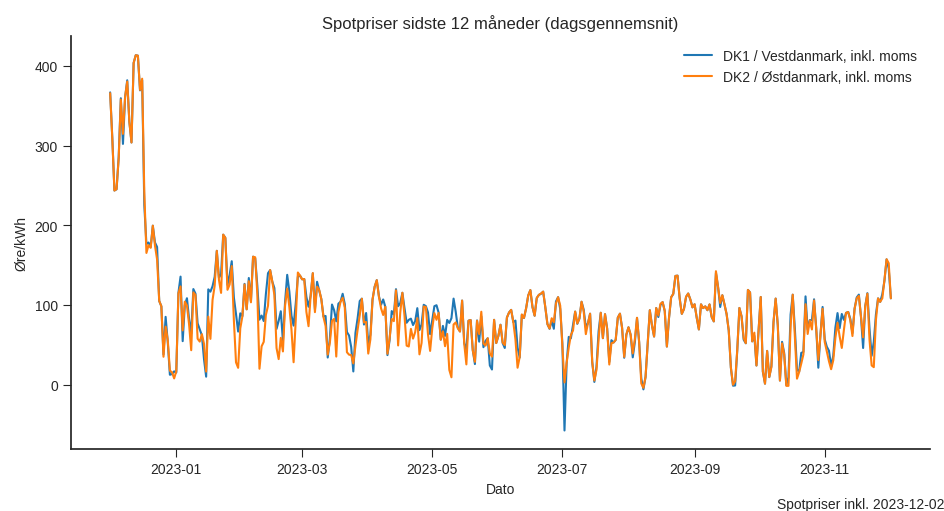 Spotpriser sidste 12 måneder (dagsgennemsnit)
DK1 / Vestdanmark, inkl. moms
DK2 / Østdanmark, inkl. moms
400
300
200
100
0
Øre/kWh
2023-01
2023-03
2023-05
2023-07
2023-09
2023-11
Dato
Spotpriser inkl. 2023-12-02